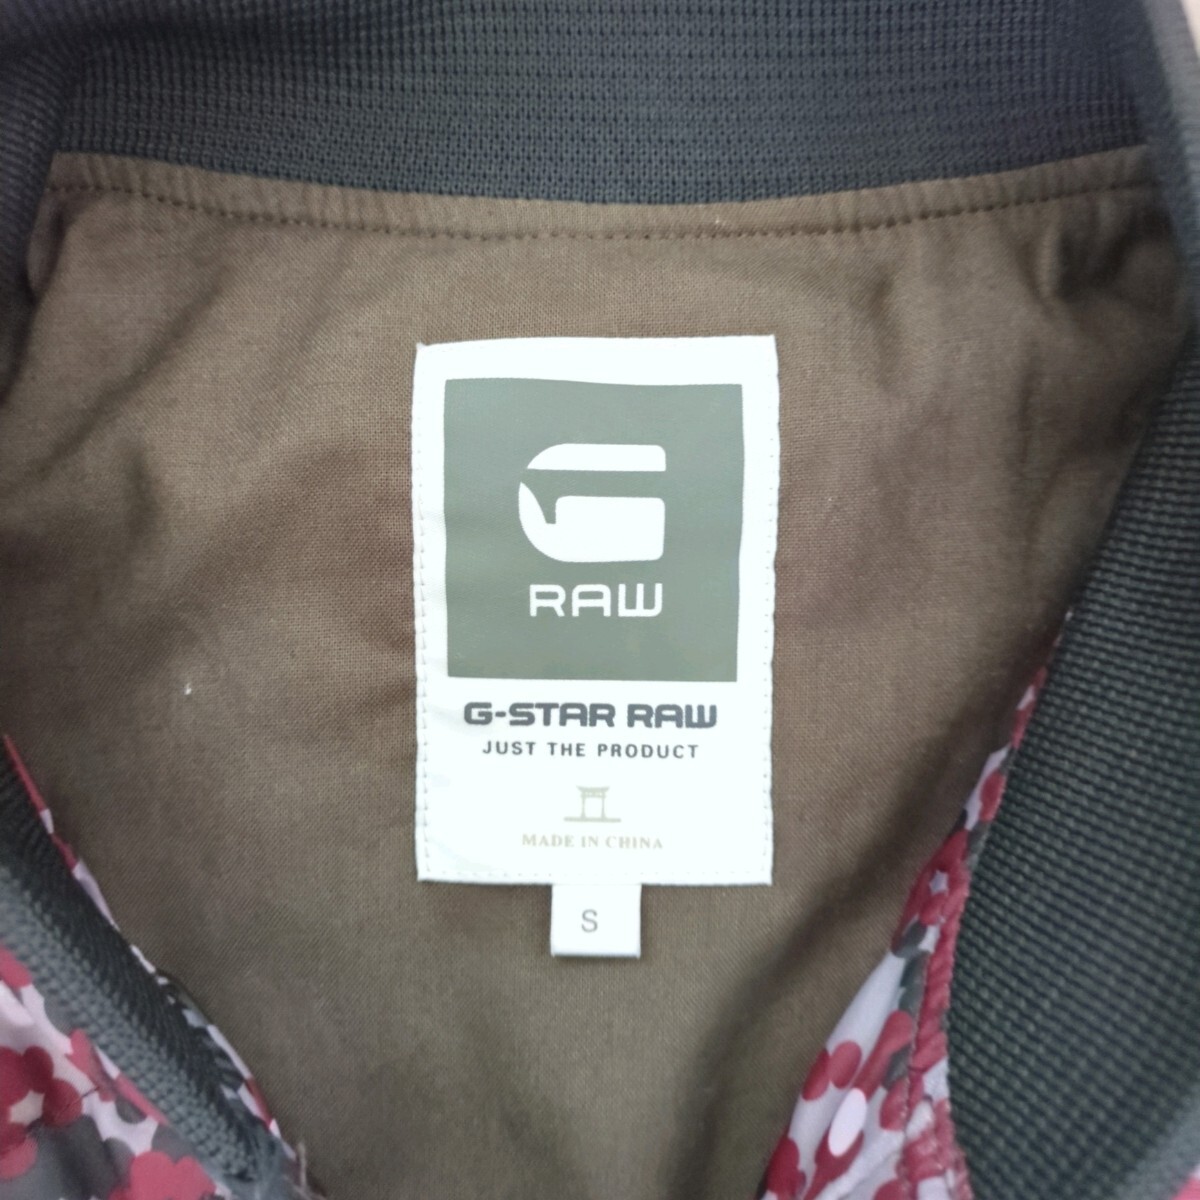 G
RAW
G-STAR RAW
JUST THE PRODUCT
MADE IN CHINA
S